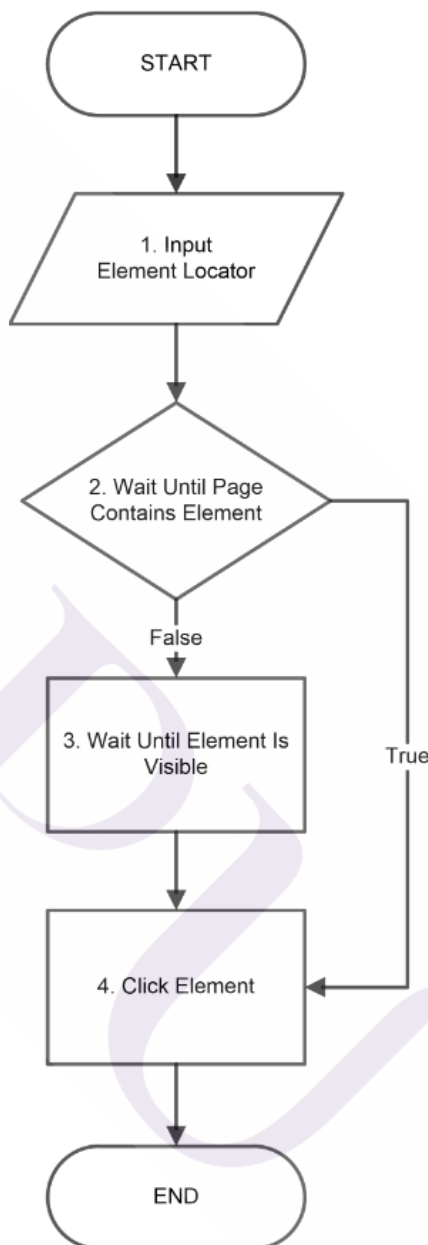 START
1. Input
Element Locator
2. Wait Until Page
Contains Element
False
3. Wait Until Element Is
Visible
True
4. Click Element
END